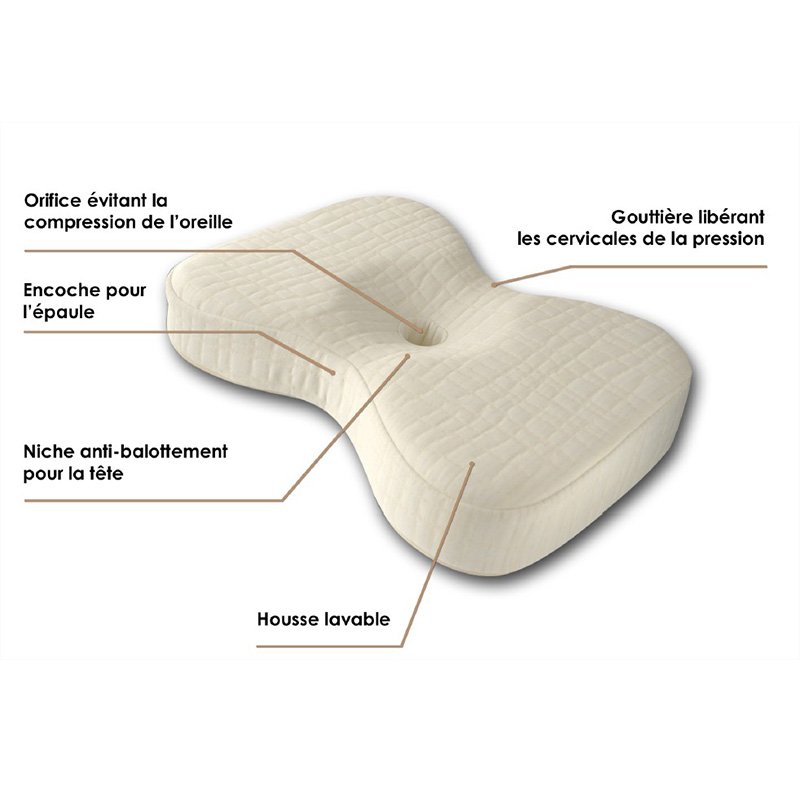 Orifice évitant la
compression de l'oreille
Gouttière libérant
les cervicales de la pression
Encoche pour
l'épaule
Niche anti-balottement
pour la tête
Housse lavable